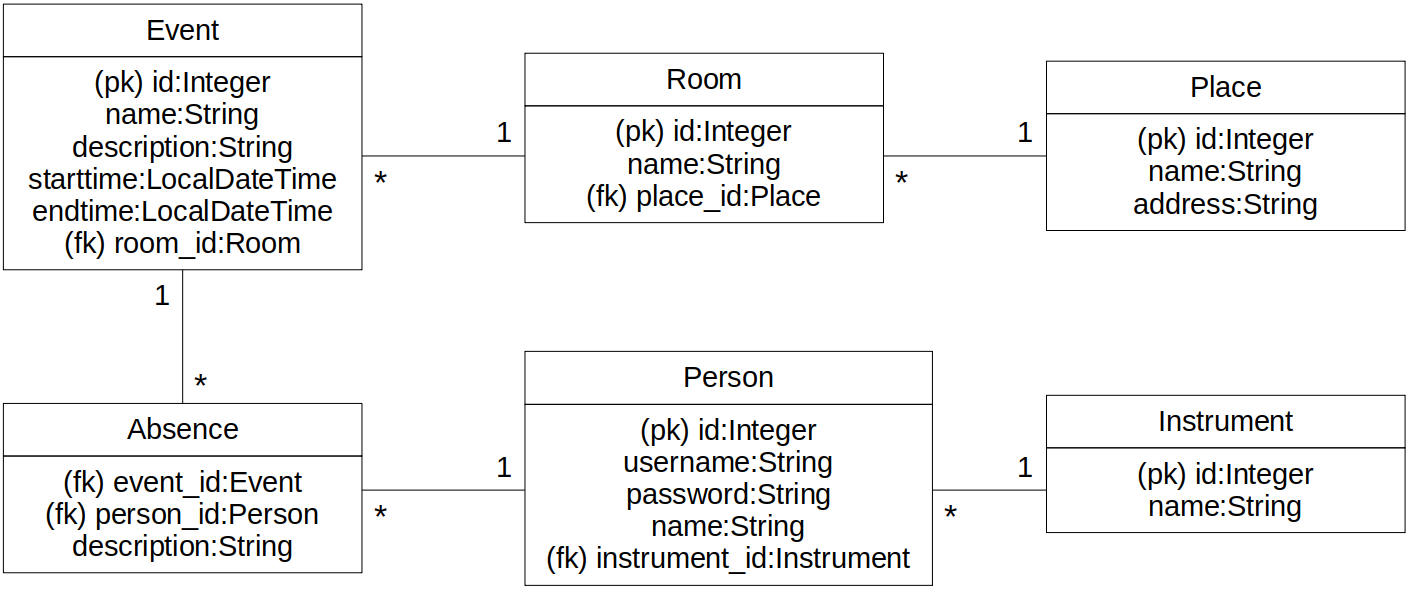 Event
(pk) id:Integer
name:String
description:String
starttime:LocalDateTime
endtime:LocalDateTime
(fk) room_id:Room
1
*
Room
(pk) id:Integer
name:String
(fk) place_id:Place
1
*
Place
(pk) id:Integer
name:String
address:String
1
*
Absence
(fk) event_id:Event
(fk) person_id:Person
description:String
1
*
Person
(pk) id:Integer
username:String
password:String
name:String
(fk) instrument_id:Instrument
1
*
Instrument
(pk) id:Integer
name:String